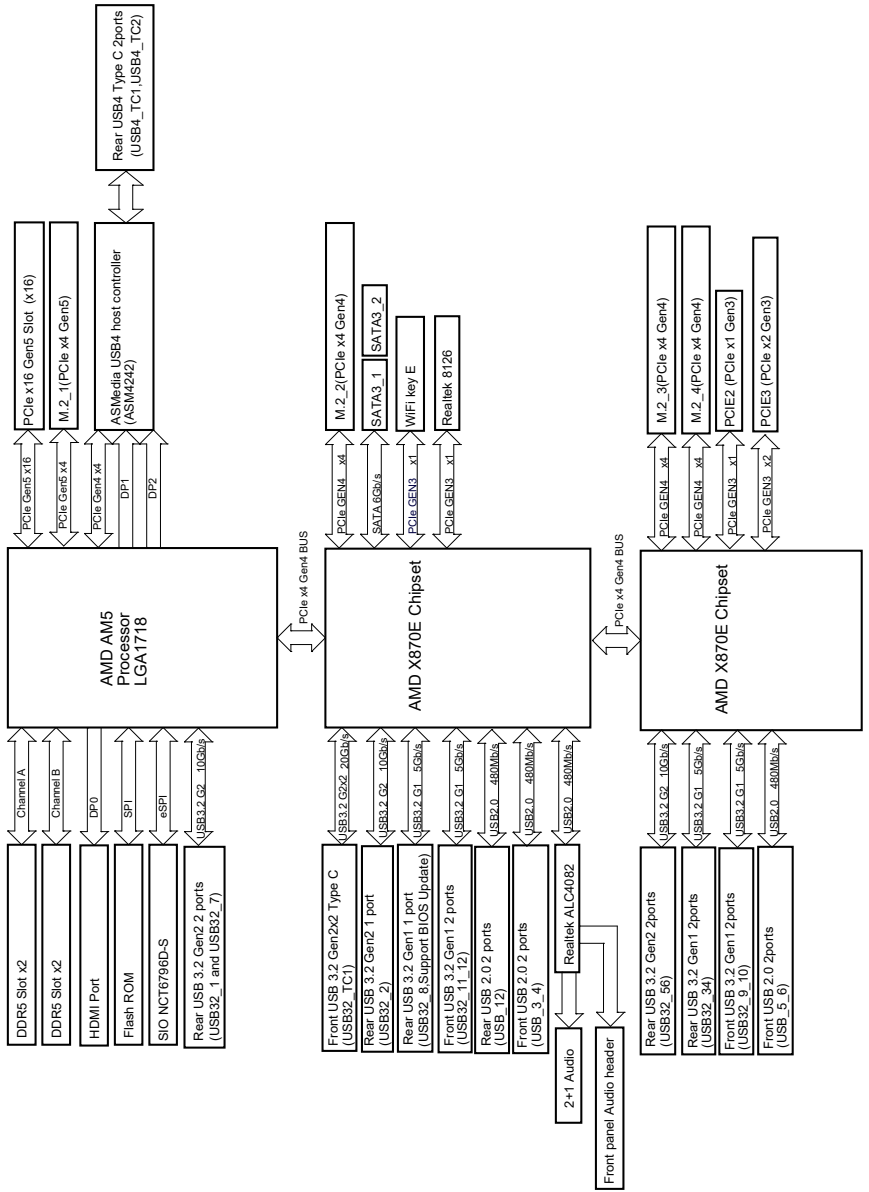 Rear USB4 Type C 2ports
(USB4_TC1,USB4_TC2)
PCIe x16 Gen5 Slot (x16)
M.2_1(PCIe x4 Gen5)
ASMedia USB4 host controller
(ASM4242)
PCIe Gen5 x16
PCIe Gen5 x4
PCIe Gen4 x4
DP1
DP2
AMD AM5
Processor
LGA1718
Channel A
Channel B
DP0
SPI
eSPI
USB3.2 G2 10Gb/s
DDR5 Slot x2
DDR5 Slot x2
HDMI Port
Flash ROM
SIO NCT6796D-S
Rear USB 3.2 Gen2 2 ports
(USB32_1 and USB32_7)
PCIe x4 Gen4 BUS
M.2_2(PCIe x4 Gen4)
SATA3_1
SATA3_2
WiFi key E
Realtek 8126
PCIe GEN4 x4
SATA 6Gb/s
PCIe GEN3 x1
PCIe GEN3 x1
AMD X870E Chipset
USB3.2 G2x2 20Gb/s
USB3.2 G2 10Gb/s
USB3.2 G1 5Gb/s
USB3.2 G1 5Gb/s
USB2.0 480Mb/s
USB2.0 480Mb/s
USB2.0 480Mb/s
Front USB 3.2 Gen2x2 Type C
(USB32_TC1)
Rear USB 3.2 Gen2 1 port
(USB32_2)
Rear USB 3.2 Gen1 1 port
(USB32_8,Support BIOS Update)
Front USB 3.2 Gen1 2 ports
(USB32_11_12)
Rear USB 2.0 2 ports
(USB_12)
Front USB 2.0 2 ports
(USB_3_4)
Realtek ALC4082
2+1 Audio
Front panel Audio header
PCIe x4 Gen4 BUS
M.2_3(PCIe x4 Gen4)
M.2_4(PCIe x4 Gen4)
PCIE2 (PCIe x1 Gen3)
PCIE3 (PCIe x2 Gen3)
PCIe GEN4 x4
PCIe GEN4 x4
PCIe GEN3 x1
PCIe GEN3 x2
AMD X870E Chipset
USB3.2 G2 10Gb/s
USB3.2 G1 5Gb/s
USB3.2 G1 5Gb/s
USB2.0 480Mb/s
Rear USB 3.2 Gen2 2ports
(USB32_56)
Rear USB 3.2 Gen1 2ports
(USB32_34)
Front USB 3.2 Gen1 2ports
(USB32_9_10)
Front USB 2.0 2ports
(USB_5_6)